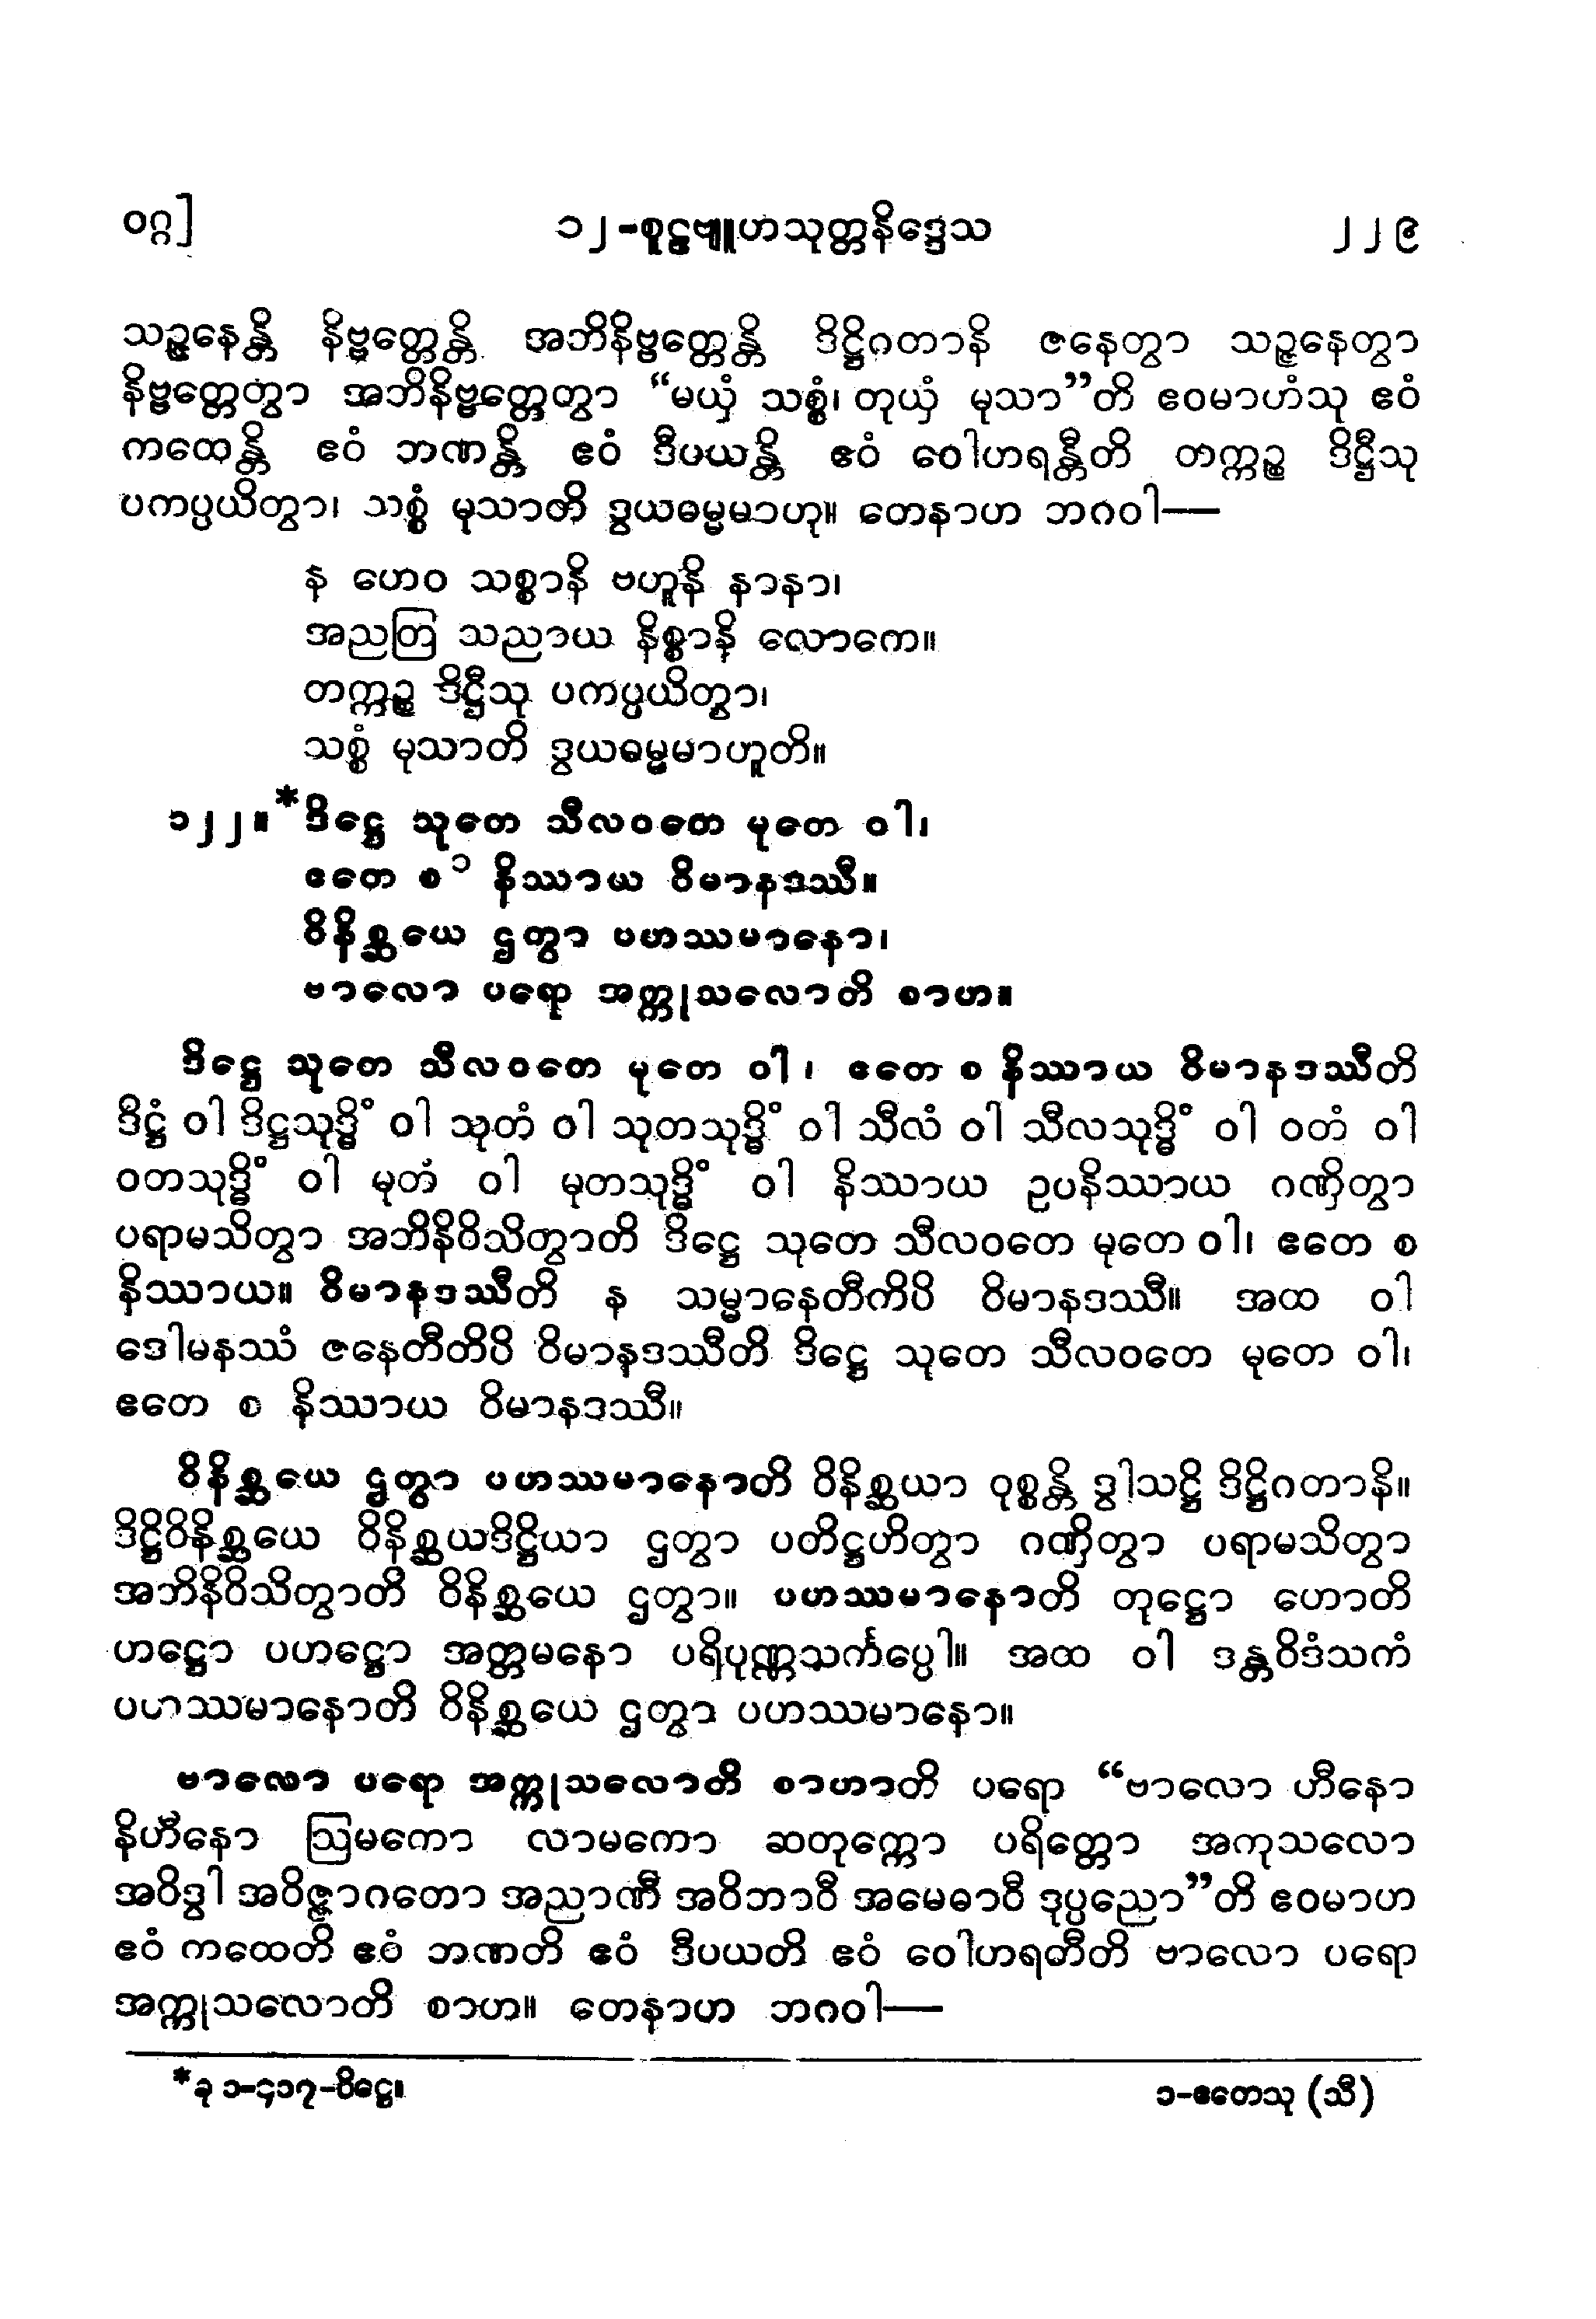 ဝဂ္ဂ]
၁၂-စူဠဗျူဟသုတ္တနိဒ္ဒေသ
၂၂၉
သဉ္ဇနေန္တိ နိဗ္ဗတ္တေန္တိ အဘိနိဗ္ဗတ္တေန္တိ ဒိဋ္ဌိဂတာနိ ဇနေတွာ သဉ္ဇနေတွာ
နိဗ္ဗတ္တေတွာ အဘိနိဗ္ဗတ္တေတွာ “မယှံ သစ္စံ၊ တုယှံ မုသာ”တိ ဧဝမာဟံသု ဧဝံ
ကထေန္တိ ဧဝံ ဘဏန္တိ ဧဝံ ဒီပယန္တိ ဧဝံ ဝေါဟရန္တီတိ တက္ကဉ္စ ဒိဋ္ဌီသု
ပကပ္ပယိတွာ၊ သစ္စံ မုသာတိ ဒွယဓမ္မမာဟု။ တေနာဟ ဘဂဝါ—
န ဟေဝ သစ္စာနိ ဗဟူနိ နာနာ၊
အညတြ သညာယ နိစ္စာနိ လောကေ။
တက္ကဉ္စ ဒိဋ္ဌီသု ပကပ္ပယိတွာ၊
သစ္စံ မုသာတိ ဒွယဓမ္မမာဟူတိ။
၁၂၂။*ဒိဋ္ဌေ သုတေ သီလဝတေ မုတေ ဝါ၊
ဧတေ စ ၁ နိဿာယ ဝိမာနဒဿီ။
ဝိနိစ္ဆယေ ဌတွာ ပဟဿမာနော၊
ဗာလော ပရော အက္ကုသလောတိ စာဟ။
ဒိဋ္ဌေ သုတေ သီလဝတေ မုတေ ဝါ၊ ဧတေ စ နိဿာယ ဝိမာနဒဿီတိ
ဒိဋ္ဌံ ဝါ ဒိဋ္ဌသုဒ္ဓိံ ဝါ သုတံ ဝါ သုတသုဒ္ဓိံ ဝါ သီလံ ဝါ သီလသုဒ္ဓိံ ဝါ ဝတံ ဝါ
ဝတသုဒ္ဓိံ ဝါ မုတံ ဝါ မုတသုဒ္ဓိံ ဝါ နိဿာယ ဥပနိဿာယ ဂဏှိတွာ
ပရာမသိတွာ အဘိနိဝိသိတွာတိ ဒိဋ္ဌေ သုတေ သီလဝတေ မုတေ ဝါ၊ ဧတေ စ
နိဿာယ။ ဝိမာနဒဿီတိ န သမ္မာနေတီကိပိ ဝိမာနဒဿီ။ အထ ဝါ
ဒေါမနဿံ ဇနေတီတိပိ ဝိမာနဒဿီတိ ဒိဋ္ဌေ သုတေ သီလဝတေ မုတေ ဝါ၊
ဧတေ စ နိဿာယ ဝိမာနဒဿီ။
ဝိနိစ္ဆယေ ဌတွာ ပဟဿမာနောတိ ဝိနိစ္ဆယာ ဝုစ္စန္တိ ဒွါသဋ္ဌိ ဒိဋ္ဌိဂတာနိ။
ဒိဋ္ဌိဝိနိစ္ဆယေ ဝိနိစ္ဆယဒိဋ္ဌိယာ ဌတွာ ပတိဋ္ဌဟိတွာ ဂဏှိတွာ ပရာမသိတွာ
အဘိနိဝိသိတွာတိ ဝိနိစ္ဆယေ ဌတွာ။ ပဟဿမာနောတိ တုဋ္ဌော ဟောတိ
ဟဋ္ဌော ပဟဋ္ဌော အတ္တမနော ပရိပုဏ္ဏသင်္ကပ္ပေါ။ အထ ဝါ ဒန္တဝိဒံသကံ
ပဟဿမာနောတိ ဝိနိစ္ဆယေ ဌတွာ ပဟဿမာနော။
ဗာလော ပရော အက္ကုသလောတိ စာဟာတိ ပရော “ဗာလော ဟီနော
နိဟီနော ဩမကော လာမကော ဆတုက္ကော ပရိတ္တော အကုသလော
အဝိဒွါ အဝိဇ္ဇာဂတော အညာဏီ အဝိဘာဝီ အမေဓာဝီ ဒုပ္ပညော”တိ ဧဝမာဟ
ဧဝံ ကထေတိ ဧဝံ ဘဏတိ ဧဝံ ဒီပယတိ ဧဝံ ဝေါဟရတီတိ ဗာလော ပရော
အက္ကုသလောတိ စာဟ။ တေနာဟ ဘဂဝါ—
*ခု ၁-၄၁၇-ပိဋ္ဌေ။
၁-ဧတေသု (သီ)